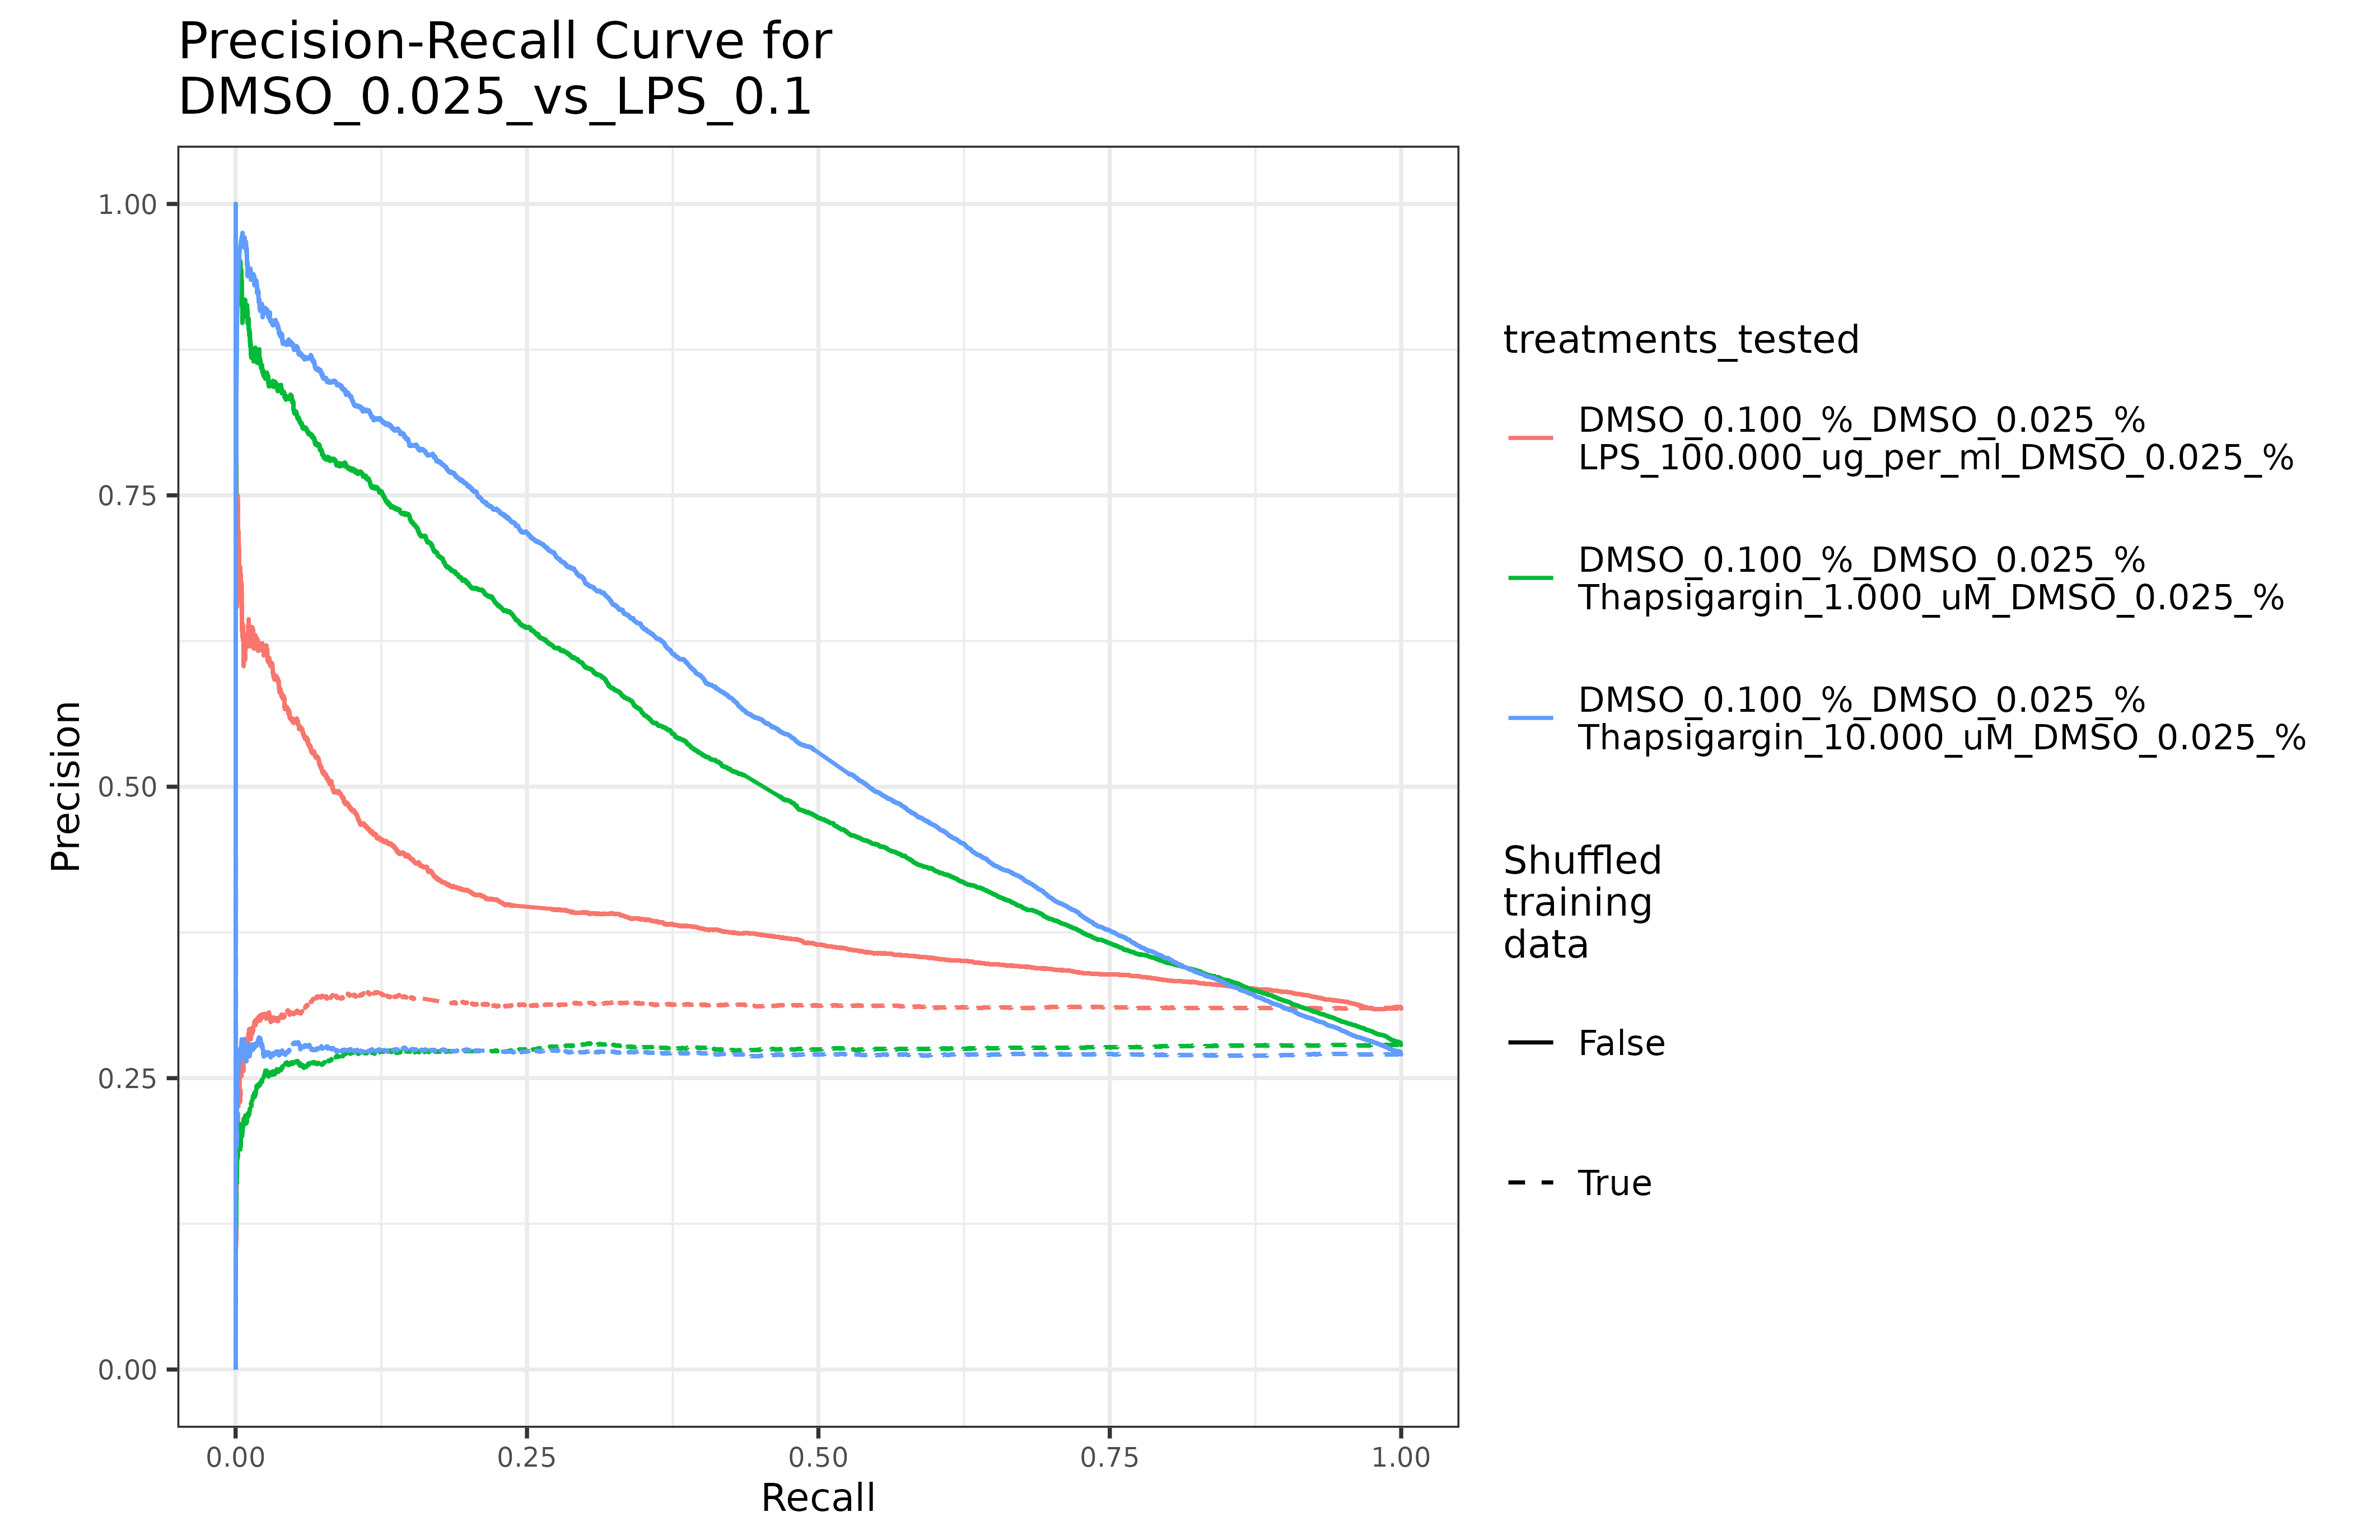 Precision-Recall Curve for
DMSO_0.025_vs_LPS_0.1
1.00
0.75
0.50
0.25
0.00
Precision
0.00
0.25
0.50
0.75
1.00
Recall
treatments_tested
DMSO_0.100_%_DMSO_0.025_%
LPS_100.000_ug_per_ml_DMSO_0.025_%
DMSO_0.100_%_DMSO_0.025_%
Thapsigargin_1.000_uM_DMSO_0.025_%
DMSO_0.100_%_DMSO_0.025_%
Thapsigargin_10.000_uM_DMSO_0.025_%
Shuffled
training
data
False
True